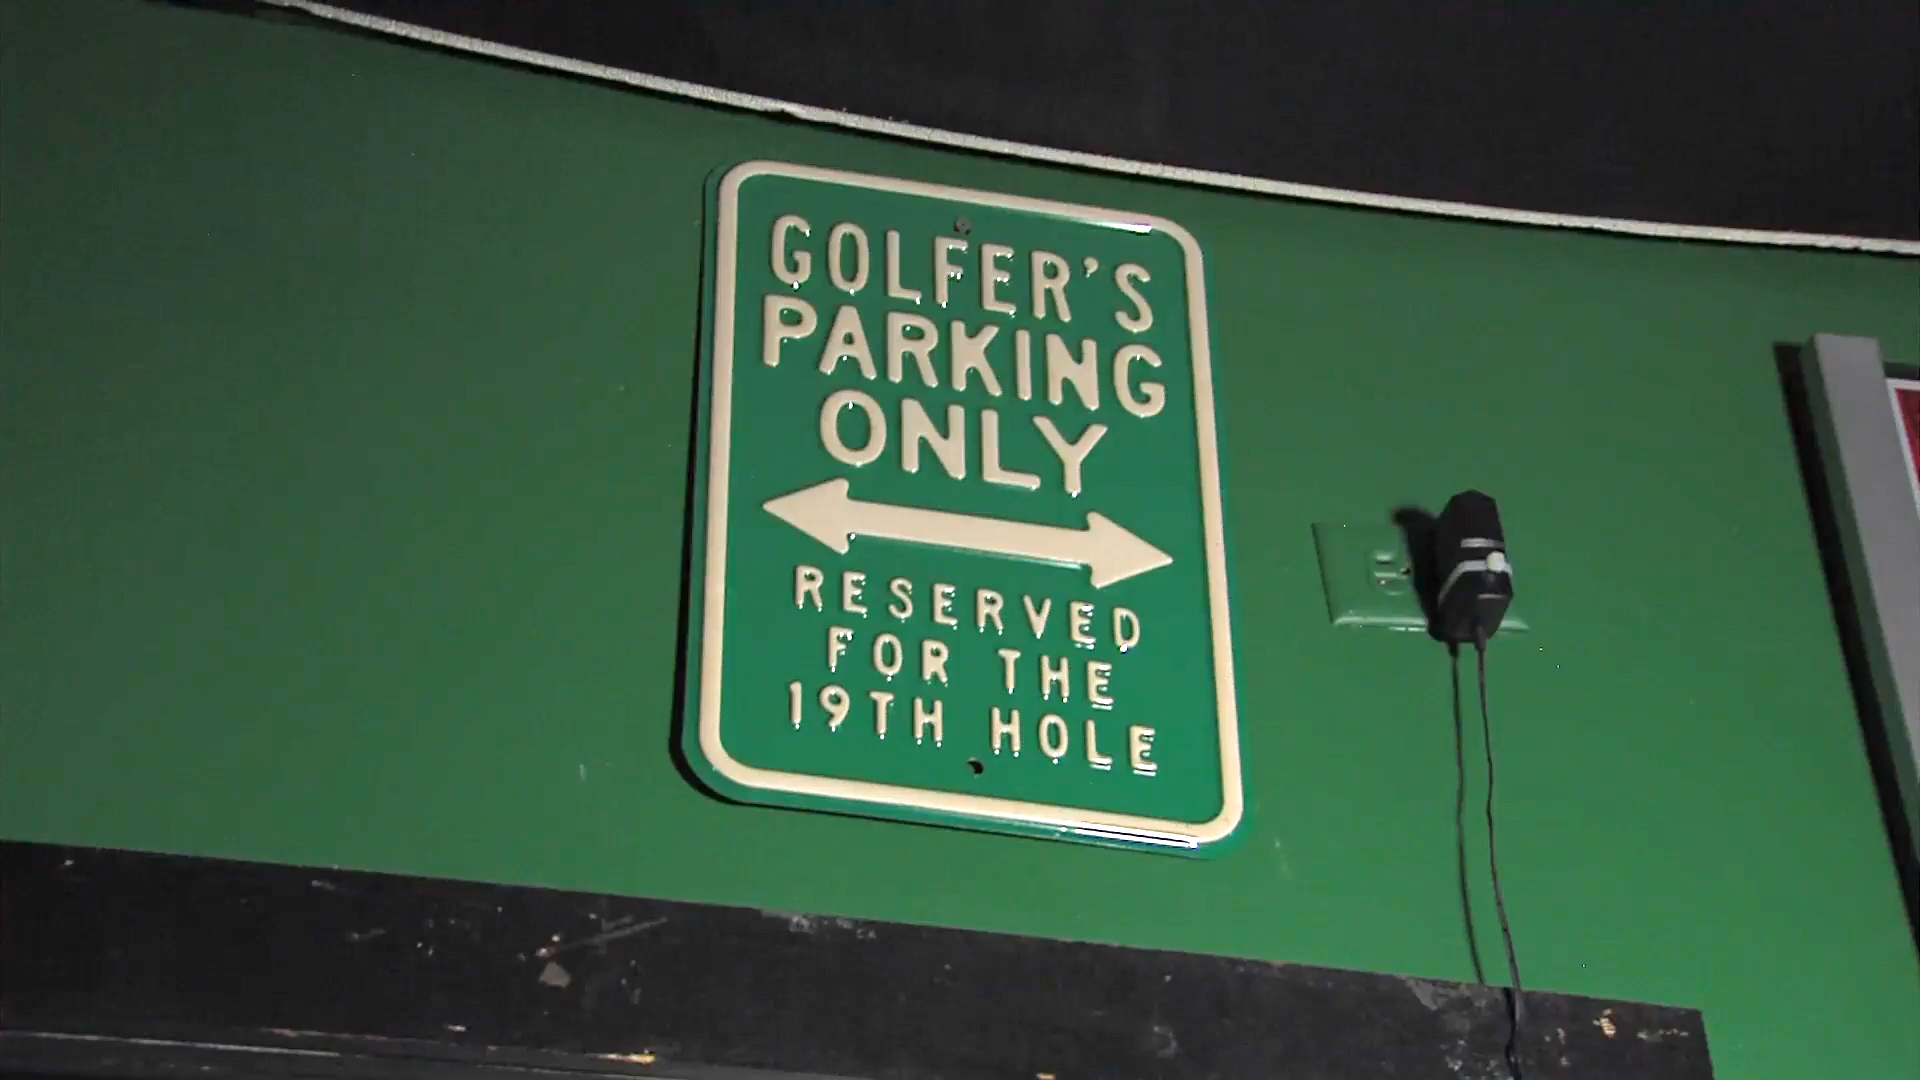 GOLFER'S
PARKING
ONLY
RESERVED
FOR THE
19TH HOLE